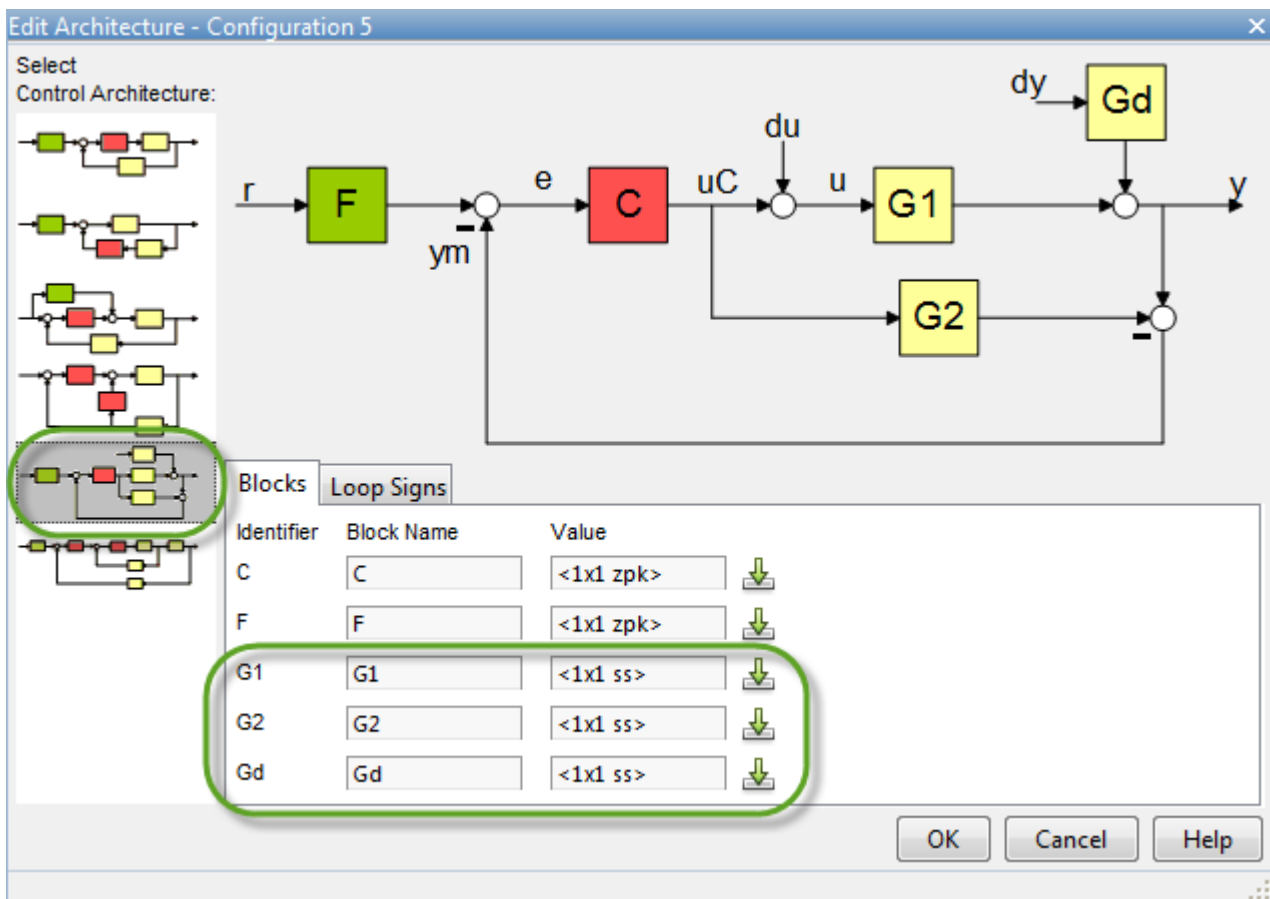 Edit Architecture - Configuration 5
Select
Control Architecture:
dy
Gd
du
r
F
e
C
uC
u
G1
y
ym
G2
Blocks
Loop Signs
Identifier Block Name Value
C C <1x1 zpk>
F F <1x1 zpk>
G1 G1 <1x1 ss>
G2 G2 <1x1 ss>
Gd Gd <1x1 ss>
OK Cancel Help